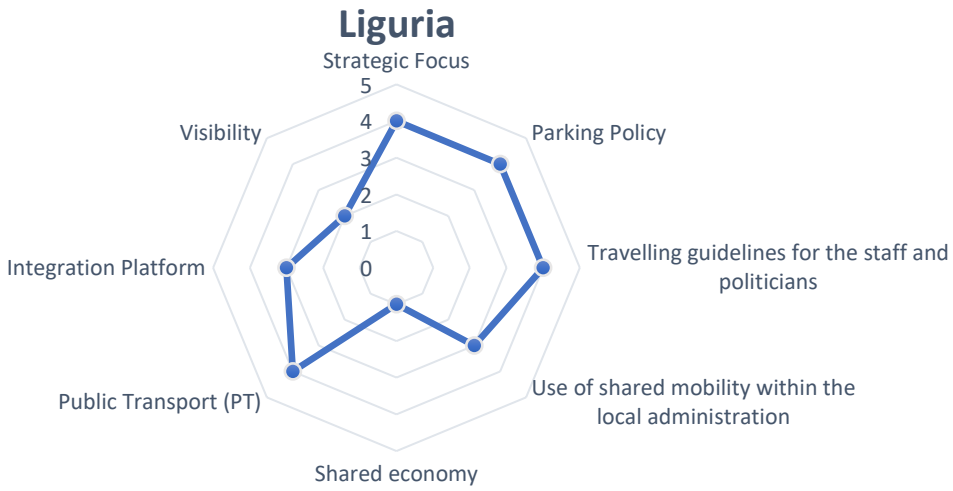 Liguria
Strategic Focus
5
4
3
2
1
0
Parking Policy
Travelling guidelines for the staff and
politicians
Use of shared mobility within the
local administration
Shared economy
Public Transport (PT)
Integration Platform
Visibility